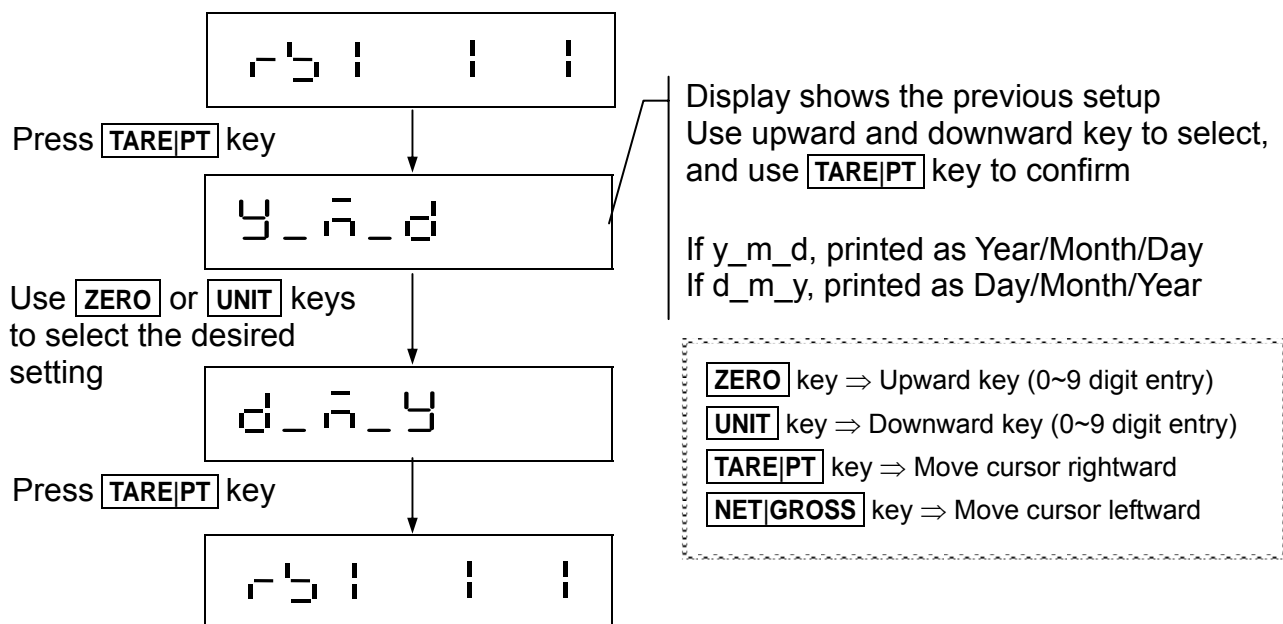 rS1 1 1
Press TARE|PT key
y_m_d
Use ZERO or UNIT keys
to select the desired
setting
d_m_y
Press TARE|PT key
rS1 1 1
Display shows the previous setup
Use upward and downward key to select,
and use TARE|PT key to confirm
If y_m_d, printed as Year/Month/Day
If d_m_y, printed as Day/Month/Year
ZERO key ⇒ Upward key (0~9 digit entry)
UNIT key ⇒ Downward key (0~9 digit entry)
TARE|PT key ⇒ Move cursor rightward
NET|GROSS key ⇒ Move cursor leftward